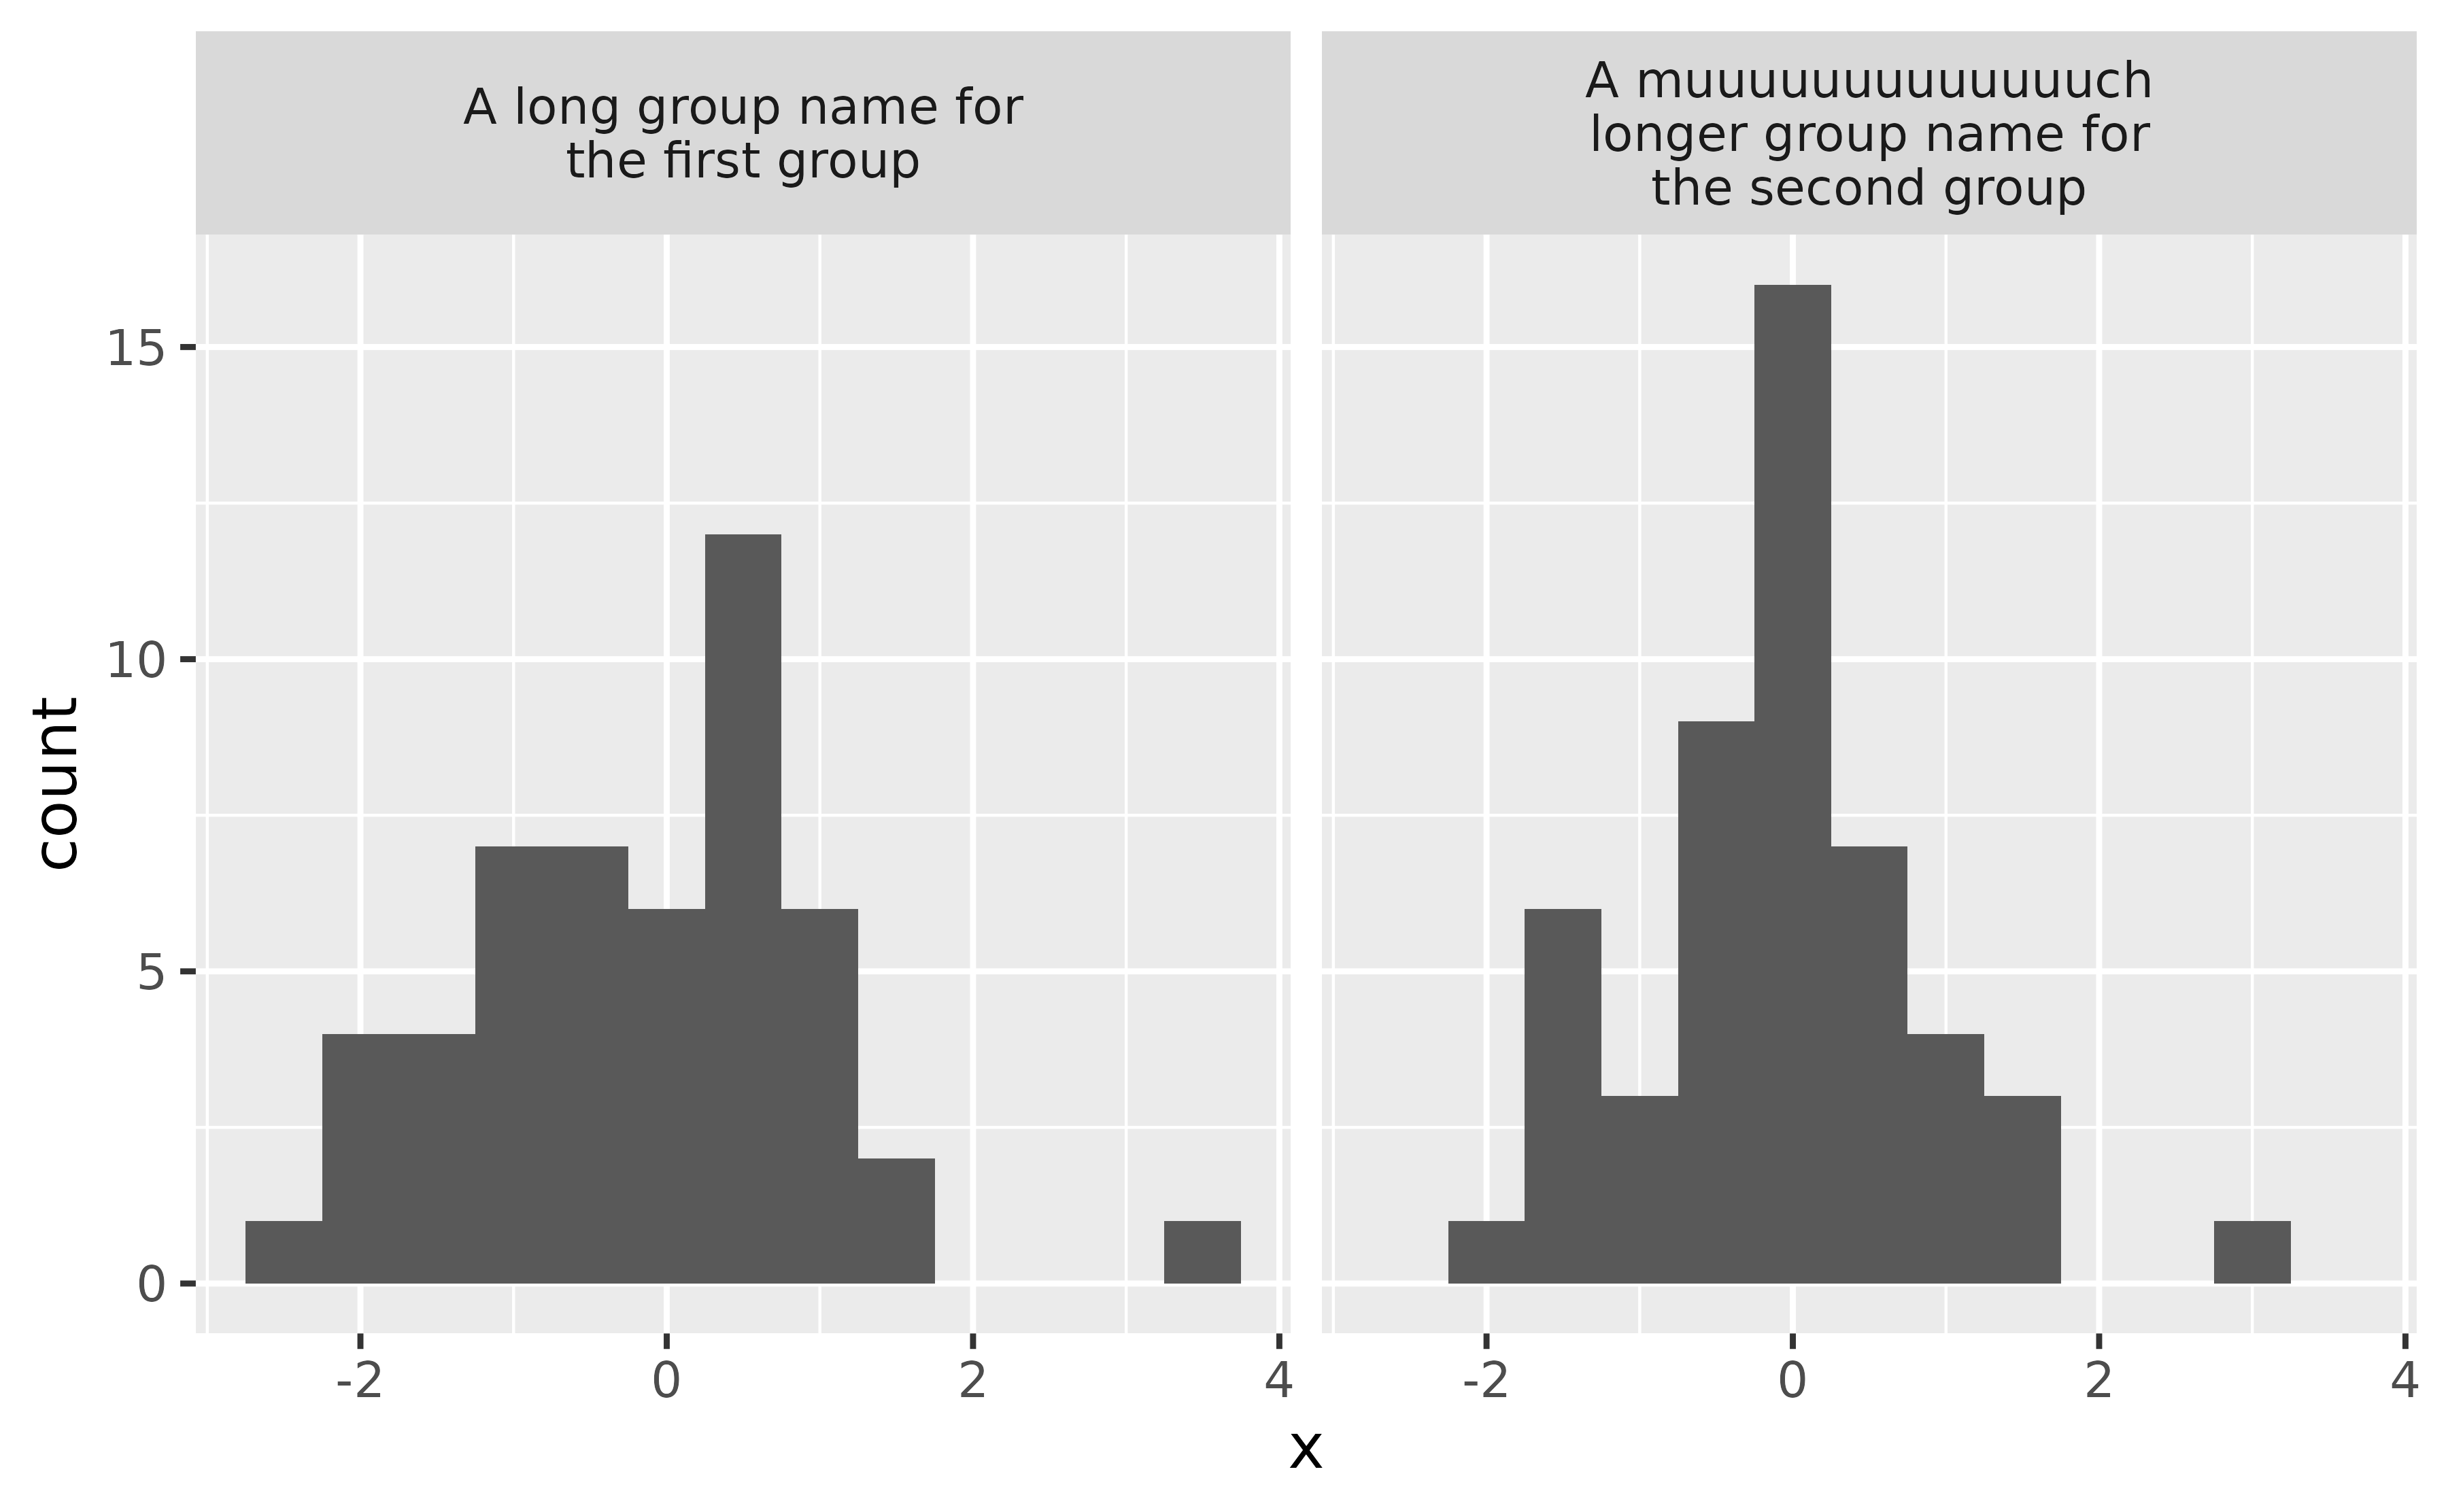 A long group name for
the first group
A muuuuuuuuuuuuuch
longer group name for
the second group
count
15
10
5
0
-2
0
2
4
-2
0
2
4
x